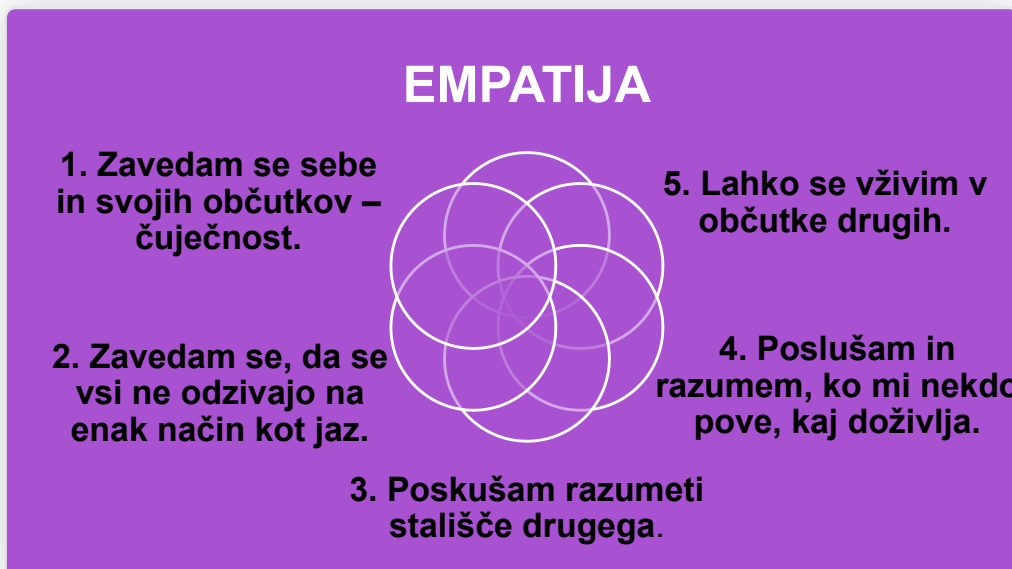 EMPATIJA
1. Zavedam se sebe
in svojih občutkov –
čuječnost.
2. Zavedam se, da se
vsi ne odzivajo na
enak način kot jaz.
3. Poskušam razumeti
stališče drugega.
4. Poslušam in
razumem, ko mi nekdo
pove, kaj doživlja.
5. Lahko se vživim v
občutke drugih.